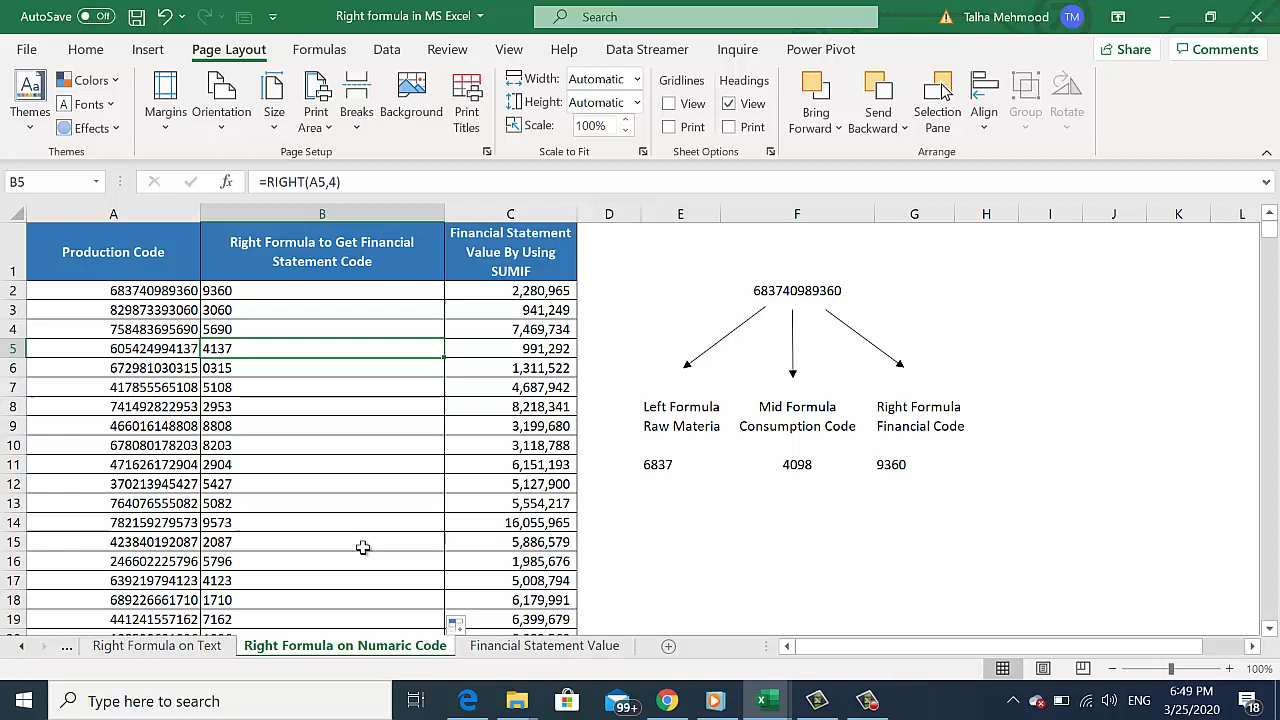 AutoSave Off Right formula in MS Excel Search Talha Mehmood TM
File Home Insert Page Layout Formulas Data Review View Help Data Streamer Inquire Power Pivot Share Comments
Themes
Colors
Fonts
Effects
Margins
Orientation
Size
Print Area
Breaks
Background
Print Titles
Width: Automatic
Height: Automatic
Scale: 100%
Gridlines
View
Print
Headings
View
Print
Bring Forward
Send Backward
Selection Pane
Align
Group
Rotate
Themes Page Setup Scale to Fit Sheet Options Arrange
B5 fx =RIGHT(A5,4)
A B C D E F G H I J K L
1 Production Code
Right Formula to Get Financial
Statement Code
Financial Statement
Value By Using
SUMIF
2 683740989360 9360 2,280,965 683740989360
3 829873393060 3060 941,249
4 758483695690 5690 7,469,734
5 605424994137 4137 991,292
6 672981030315 0315 1,311,522
7 417855565108 5108 4,687,942
8 741492822953 2953 8,218,341 Left Formula Mid Formula Right Formula
9 466016148808 8808 3,199,680 Raw Materia Consumption Code Financial Code
10 678080178203 8203 3,118,788
11 471626172904 2904 6,151,193 6837 4098 9360
12 370213945427 5427 5,127,900
13 764076555082 5082 5,554,217
14 782159279573 9573 16,055,965
15 423840192087 2087 5,886,579
16 246602225796 5796 1,985,676
17 639219794123 4123 5,008,794
18 689226661710 1710 6,179,991
19 441241557162 7162 6,399,679
... Right Formula on Text Right Formula on Numaric Code Financial Statement Value
100%
Type here to search 99+ ENG 6:49 PM
3/25/2020 18